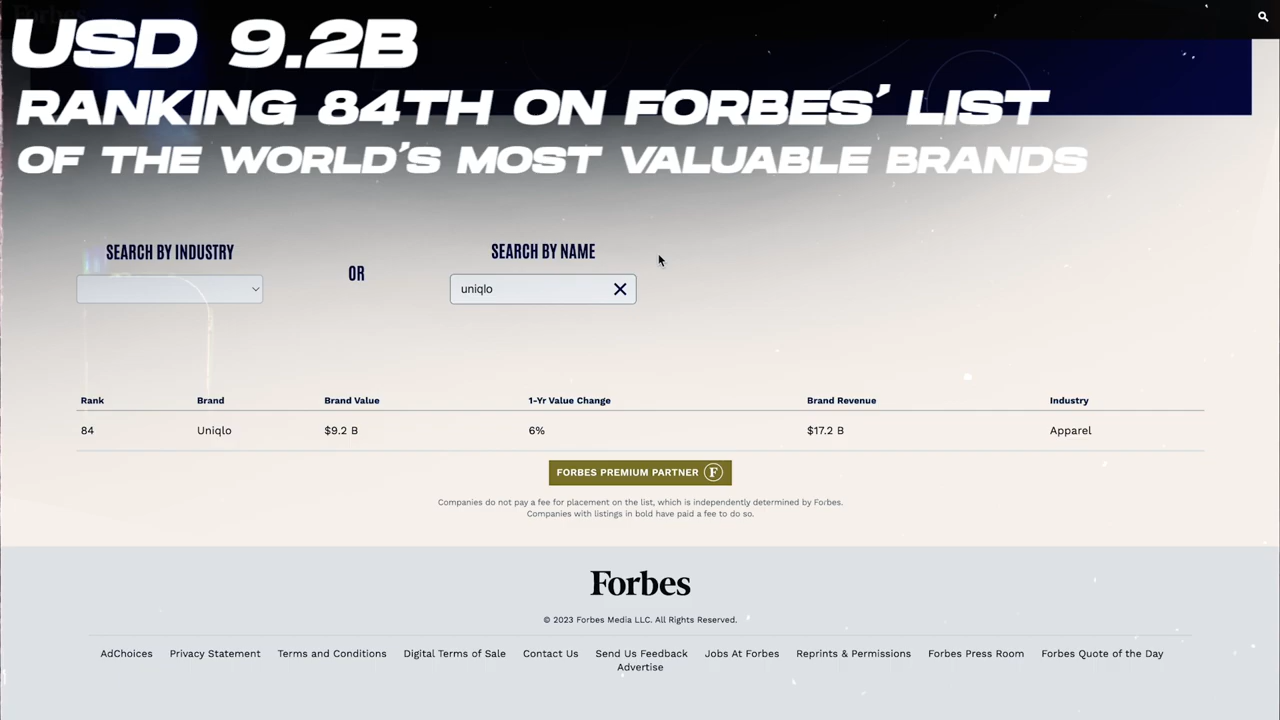 Forbes
USD 9.2B
RANKING 84TH ON FORBES' LIST
OF THE WORLD'S MOST VALUABLE BRANDS
SEARCH BY INDUSTRY
OR
SEARCH BY NAME
uniqlo
Rank Brand Brand Value 1-Yr Value Change Brand Revenue Industry
84 Uniqlo $9.2 B 6% $17.2 B Apparel
FORBES PREMIUM PARTNER F
Companies do not pay a fee for placement on the list, which is independently determined by Forbes.
Companies with listings in bold have paid a fee to do so.
Forbes
© 2023 Forbes Media LLC. All Rights Reserved.
AdChoices Privacy Statement Terms and Conditions Digital Terms of Sale Contact Us Send Us Feedback Jobs At Forbes Reprints & Permissions Forbes Press Room Forbes Quote of the Day
Advertise